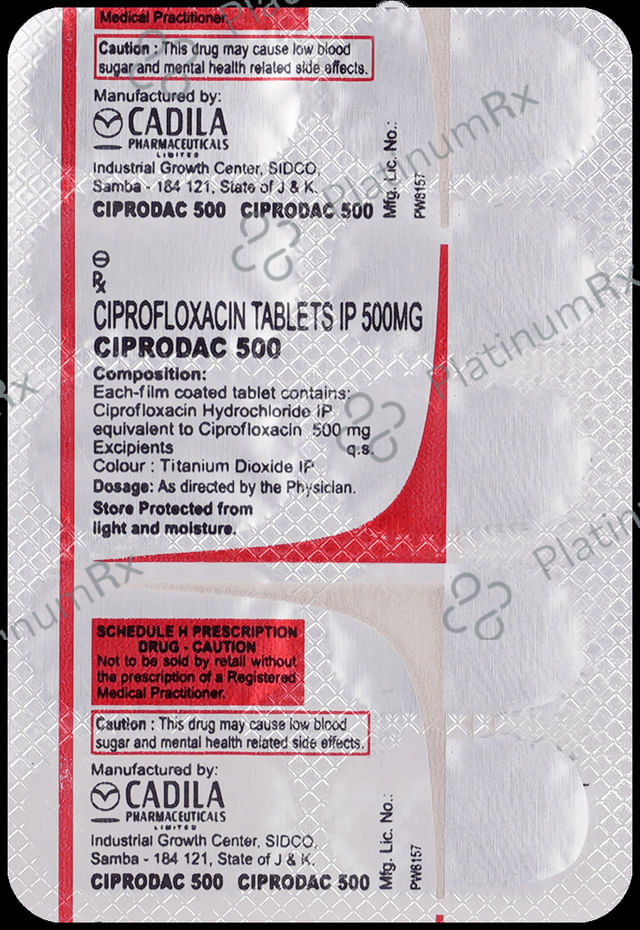 Medical Practitioner.
Caution : This drug may cause low blood
sugar and mental health related side effects.
Manufactured by:
CADILA
PHARMACEUTICALS
LIMITED
Industrial Growth Center, SIDCO,
Samba - 184 121, State of J & K.
CIPRODAC 500 CIPRODAC 500
Mfg. Lic. No.:
PW8157
Rx
CIPROFLOXACIN TABLETS IP 500MG
CIPRODAC 500
Composition:
Each-film coated tablet contains:
Ciprofloxacin Hydrochloride IP
equivalent to Ciprofloxacin 500 mg
Excipients q.s.
Colour : Titanium Dioxide IP
Dosage: As directed by the Physician.
Store Protected from
light and moisture.
SCHEDULE H PRESCRIPTION
DRUG - CAUTION
Not to be sold by retail without
the prescription of a Registered
Medical Practitioner.
Caution : This drug may cause low blood
sugar and mental health related side effects.
Manufactured by:
CADILA
PHARMACEUTICALS
LIMITED
Industrial Growth Center, SIDCO,
Samba - 184 121, State of J & K.
CIPRODAC 500 CIPRODAC 500
Mfg. Lic. No.:
PW8157
PlatinumRx
PlatinumRx
PlatinumRx